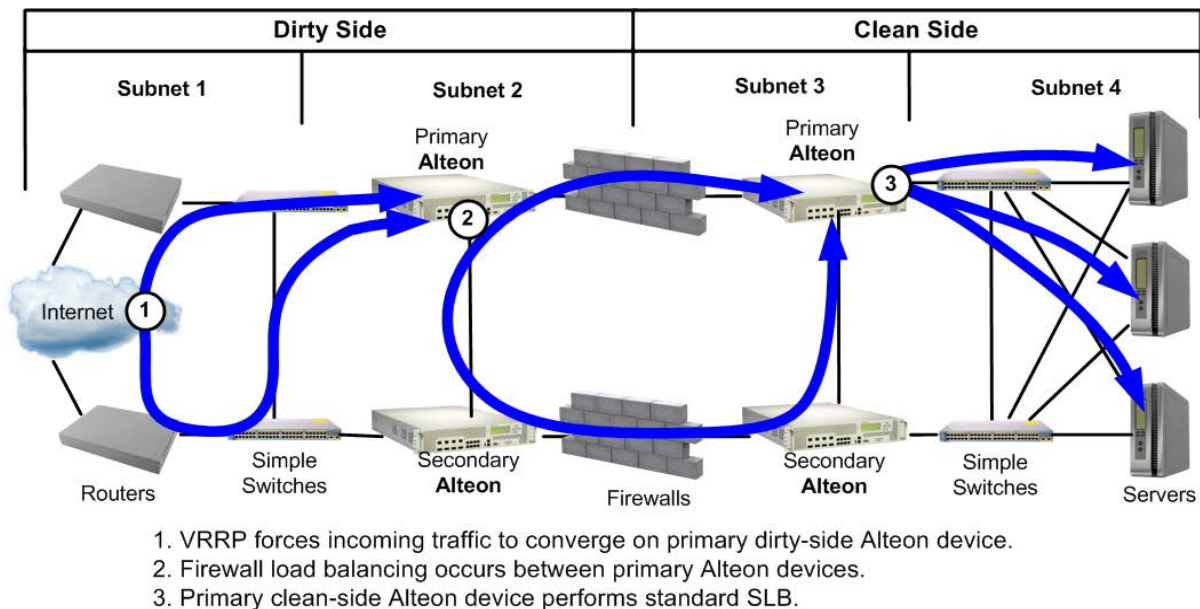 Dirty Side
Clean Side
Subnet 1
Subnet 2
Subnet 3
Subnet 4
Primary
Alteon
Primary
Alteon
2
3
Internet
1
Routers
Simple
Switches
Secondary
Alteon
Firewalls
Secondary
Alteon
Simple
Switches
Servers
1. VRRP forces incoming traffic to converge on primary dirty-side Alteon device.
2. Firewall load balancing occurs between primary Alteon devices.
3. Primary clean-side Alteon device performs standard SLB.